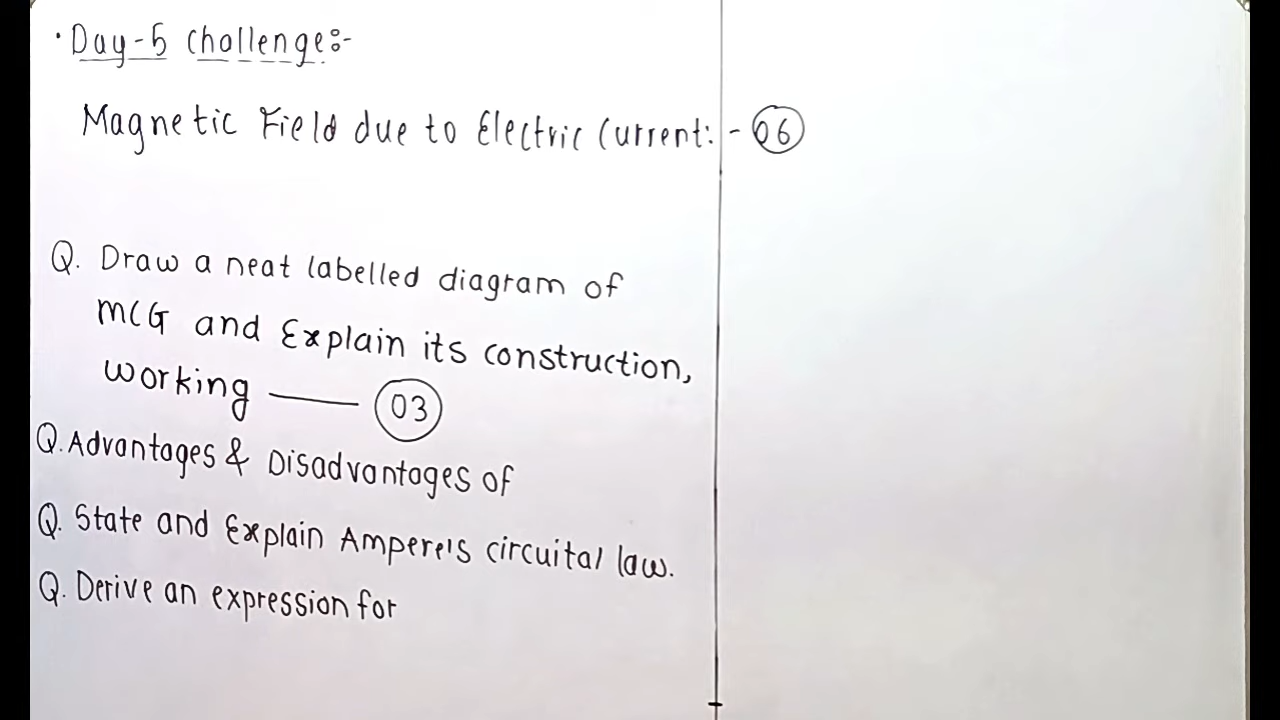 · Day-5 Challenge:-
Magnetic Field due to Electric Current: - 06
Q. Draw a neat labelled diagram of
MCG and Explain its construction,
working —— 03
Q. Advantages & Disadvantages of
Q. State and Explain Ampere's circuital law.
Q. Derive an expression for